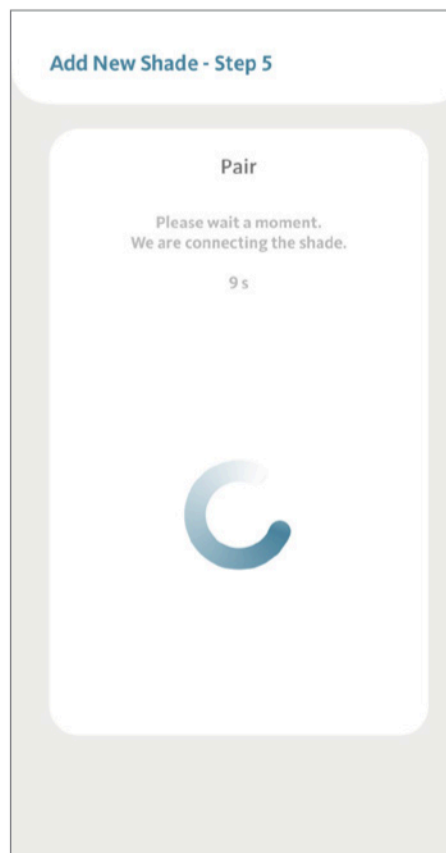 Add New Shade - Step 5
Pair
Please wait a moment.
We are connecting the shade.
9 s